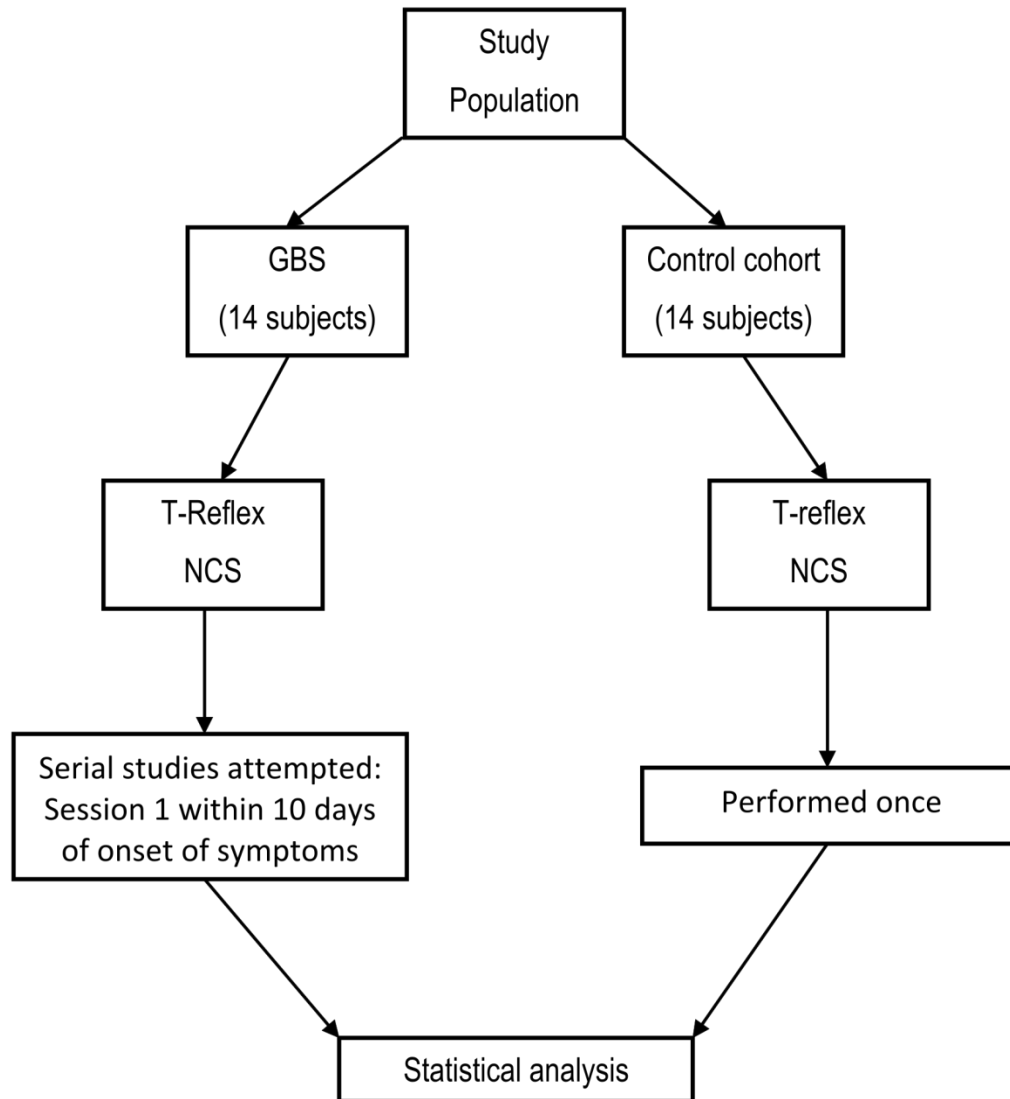 Study
Population
GBS
(14 subjects)
Control cohort
(14 subjects)
T-Reflex
NCS
T-reflex
NCS
Serial studies attempted:
Session 1 within 10 days
of onset of symptoms
Performed once
Statistical analysis